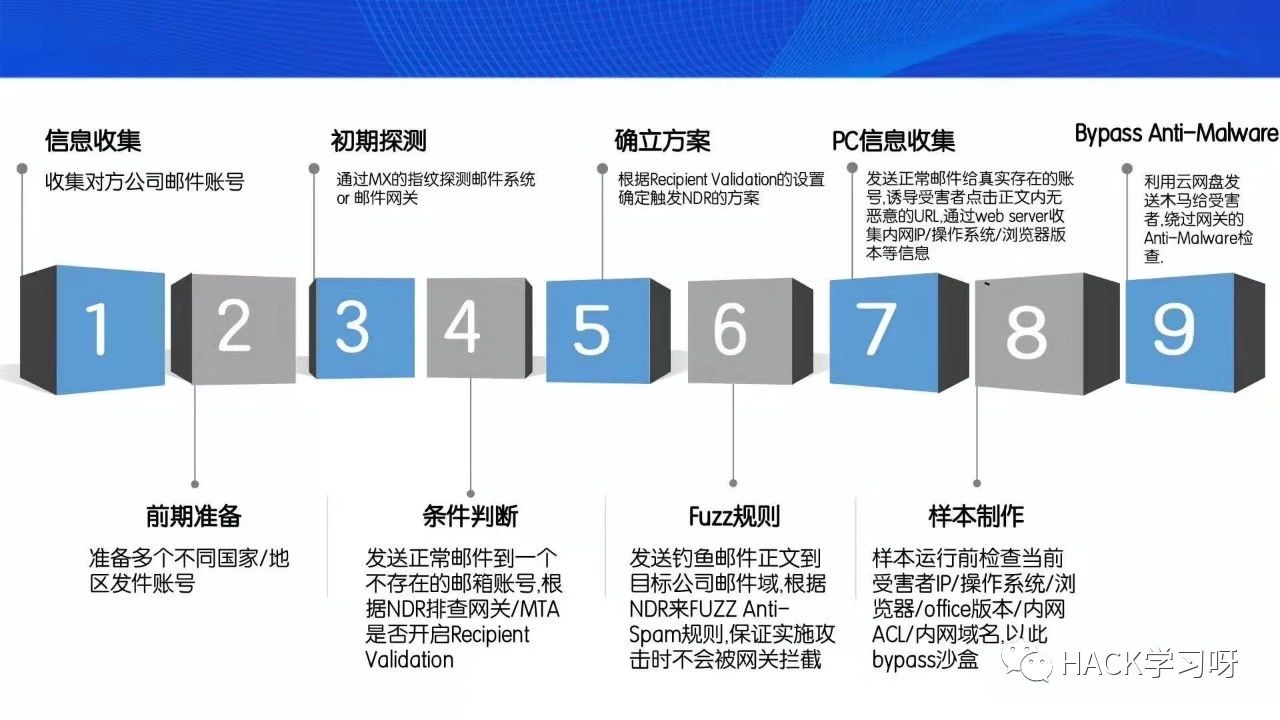 信息收集
收集对方公司邮件账号
初期探测
通过MX的指纹探测邮件系统
or 邮件网关
确立方案
根据Recipient Validation的设置
确定触发NDR的方案
PC信息收集
发送正常邮件给真实存在的账
号,诱导受害者点击正文内无
恶意的URL,通过web server收
集内网IP/操作系统/浏览器版
本等信息
Bypass Anti-Malware
利用云网盘发
送木马给受害
者,绕过网关的
Anti-Malware检
查.
1
2
3
4
5
6
7
8
9
前期准备
准备多个不同国家/地
区发件账号
条件判断
发送正常邮件到一个
不存在的邮箱账号,根
据NDR排查网关/MTA
是否开启Recipient
Validation
Fuzz规则
发送钓鱼邮件正文到
目标公司邮件域,根据
NDR来FUZZ Anti-
Spam规则,保证实施攻
击时不会被网关拦截
样本制作
样本运行前检查当前
受害者IP/操作系统/浏
览器/office版本/内网
ACL/内网域名,以此
bypass沙盒
HACK学习呀